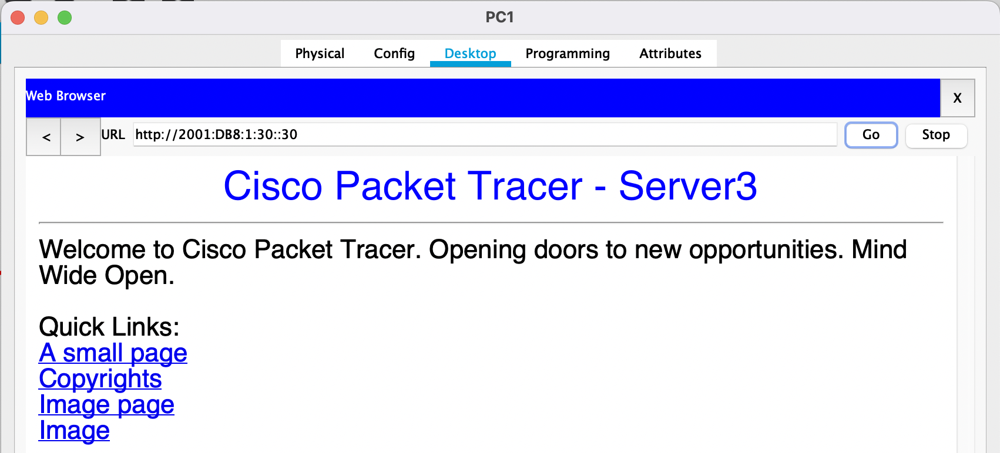 PC1
Physical Config Desktop Programming Attributes
Web Browser X
< > URL http://2001:DB8:1:30::30 Go Stop
Cisco Packet Tracer - Server3
Welcome to Cisco Packet Tracer. Opening doors to new opportunities. Mind
Wide Open.
Quick Links:
A small page
Copyrights
Image page
Image